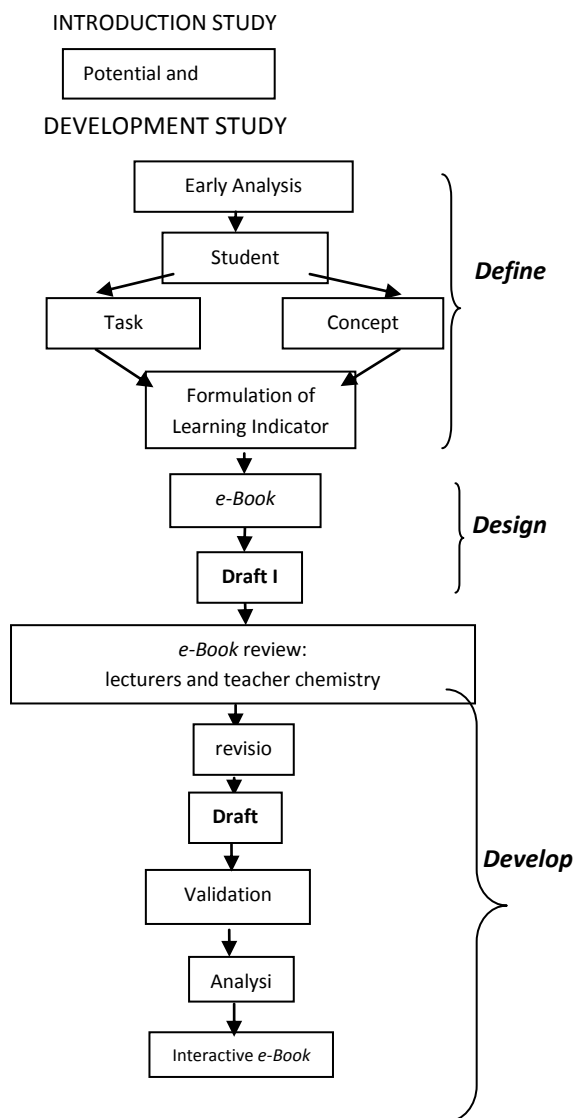 INTRODUCTION STUDY
Potential and
DEVELOPMENT STUDY
Early Analysis
Student
Define
Task
Concept
Formulation of
Learning Indicator
e-Book
Design
Draft I
e-Book review:
lecturers and teacher chemistry
revisio
Draft
Develop
Validation
Analysi
Interactive e-Book